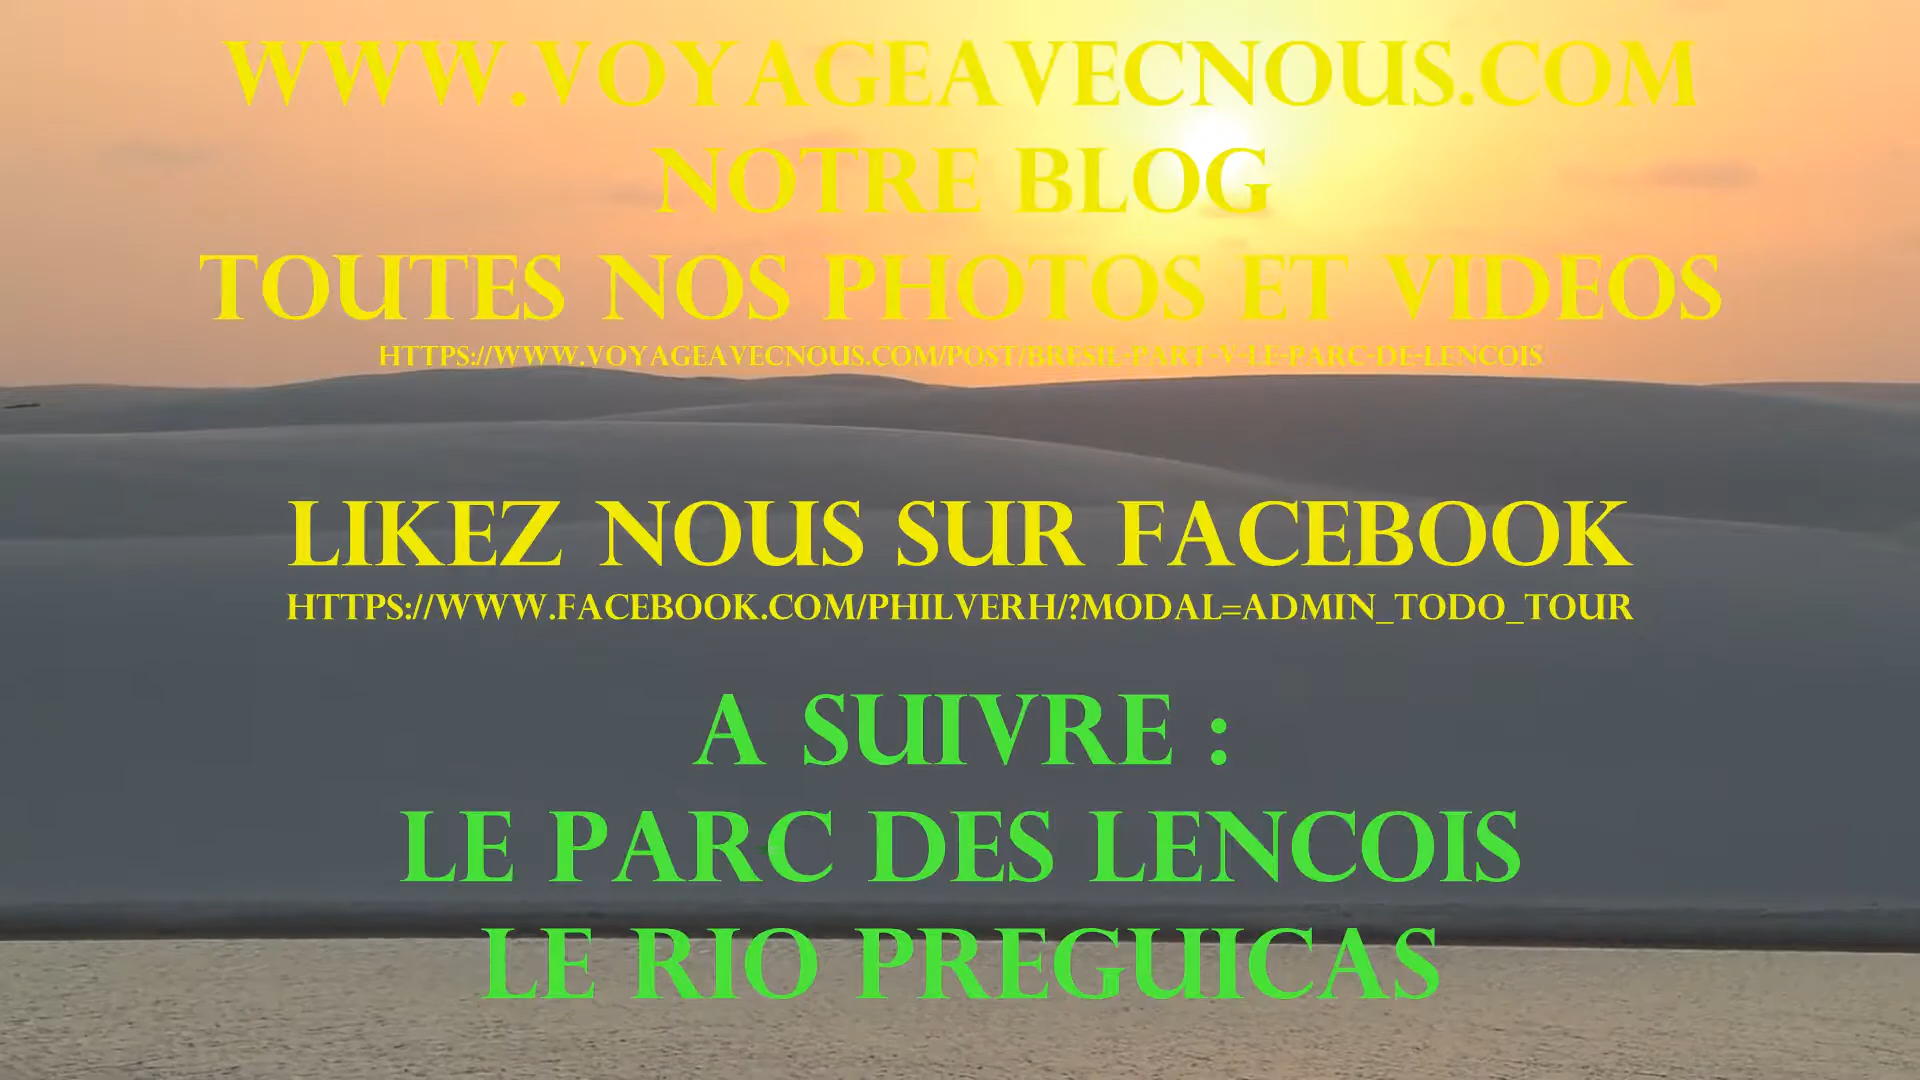 WWW.VOYAGEAVECNOUS.COM
NOTRE BLOG
TOUTES NOS PHOTOS ET VIDEOS
HTTPS://WWW.VOYAGEAVECNOUS.COM/POST/BRESIL-PART-V-LE-PARC-DE-LENCOIS
LIKEZ NOUS SUR FACEBOOK
HTTPS://WWW.FACEBOOK.COM/PHILVERH/?MODAL=ADMIN_TODO_TOUR
A SUIVRE :
LE PARC DES LENCOIS
LE RIO PREGUICAS